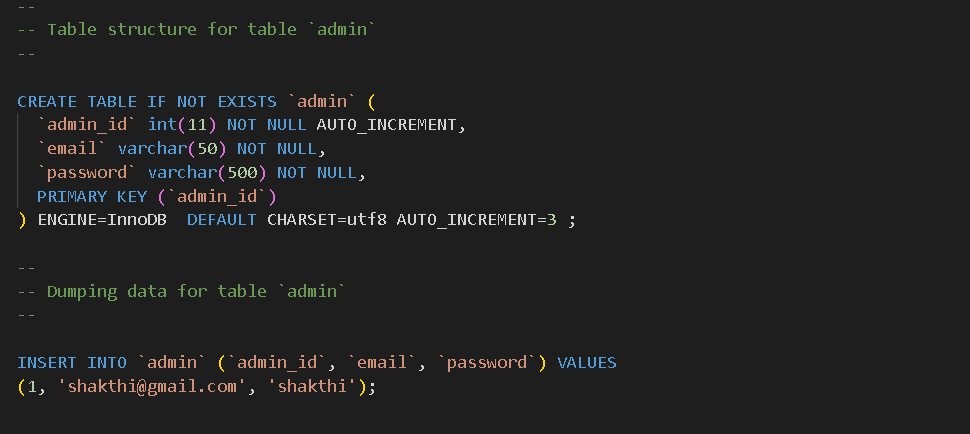 --
-- Table structure for table `admin`
--
CREATE TABLE IF NOT EXISTS `admin` (
`admin_id` int(11) NOT NULL AUTO_INCREMENT,
`email` varchar(50) NOT NULL,
`password` varchar(500) NOT NULL,
PRIMARY KEY (`admin_id`)
) ENGINE=InnoDB  DEFAULT CHARSET=utf8 AUTO_INCREMENT=3 ;
--
-- Dumping data for table `admin`
--
INSERT INTO `admin` (`admin_id`, `email`, `password`) VALUES
(1, 'shakthi@gmail.com', 'shakthi');